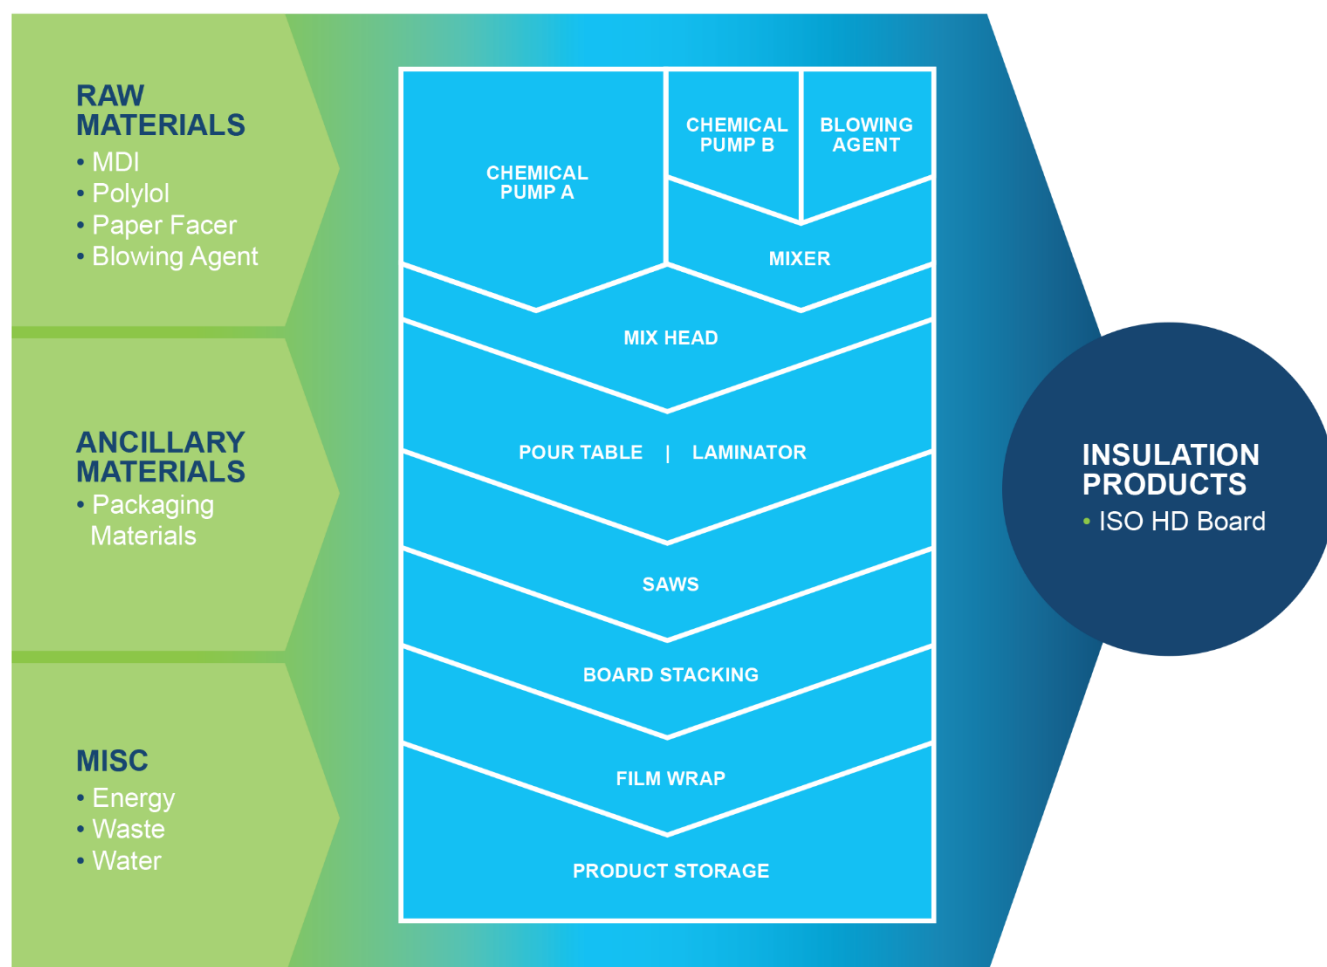 RAW
MATERIALS
• MDI
• Polylol
• Paper Facer
• Blowing Agent
ANCILLARY
MATERIALS
• Packaging
Materials
MISC
• Energy
• Waste
• Water
CHEMICAL
PUMP A
CHEMICAL
PUMP B
BLOWING
AGENT
MIXER
MIX HEAD
POUR TABLE | LAMINATOR
SAWS
BOARD STACKING
FILM WRAP
PRODUCT STORAGE
INSULATION
PRODUCTS
• ISO HD Board